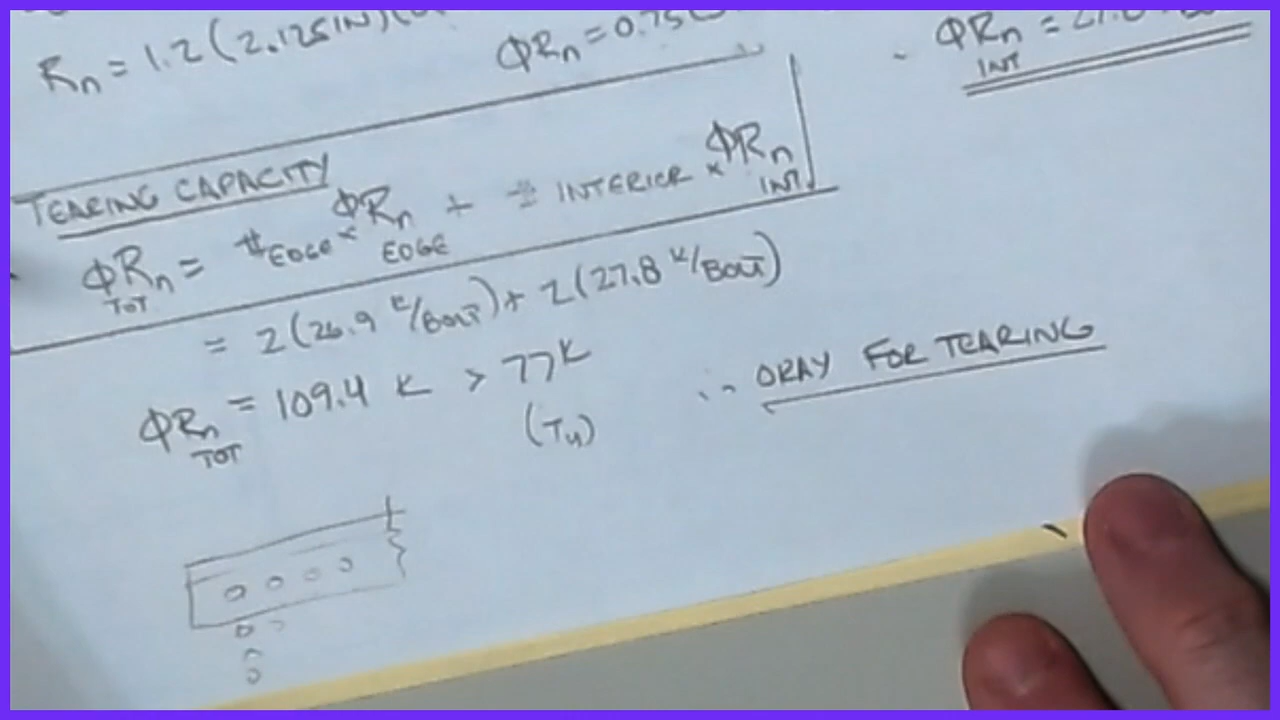 Rn = 1.2(2.125IN)(
ΦRn = 0.75(
ΦRn INT =
TEARING CAPACITY
ΦRn TOT = #EDGE × ΦRn EDGE + # INTERIOR × ΦRn INT
= 2(26.9 K/BOLT) + 2(27.8 K/BOLT)
ΦRn TOT = 109.4 K > 77K (Tu) ∴ OKAY FOR TEARING